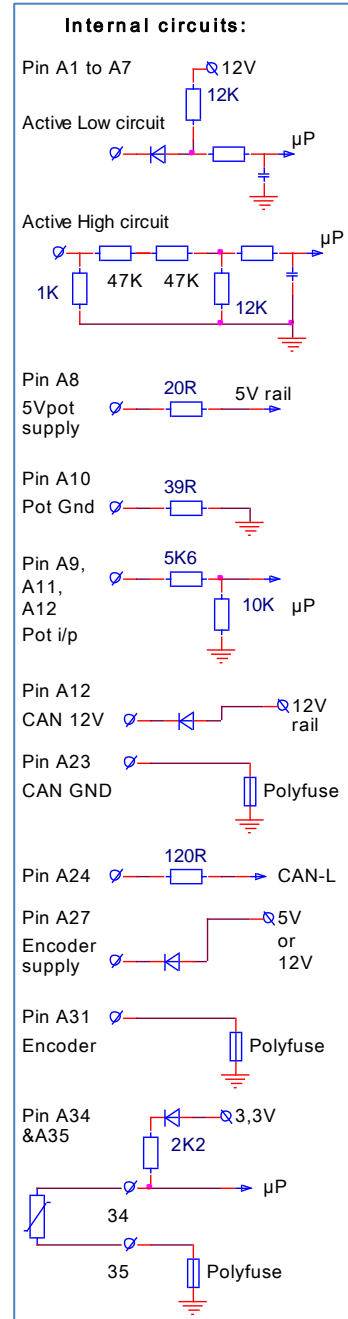 Internal circuits:
Pin A1 to A7
12V
12K
Active Low circuit
µP
Active High circuit
µP
47K
47K
1K
12K
Pin A8
5Vpot
supply
20R
5V rail
Pin A10
Pot Gnd
39R
Pin A9,
A11,
A12
Pot i/p
5K6
10K
µP
Pin A12
CAN 12V
12V
rail
Pin A23
CAN GND
Polyfuse
Pin A24
120R
CAN-L
Pin A27
Encoder
supply
5V
or
12V
Pin A31
Encoder
Polyfuse
Pin A34
&A35
3,3V
2K2
µP
34
35
Polyfuse